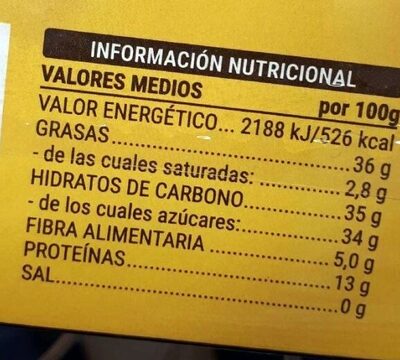 INFORMACIÓN NUTRICIONAL
VALORES MEDIOS por 100g
VALOR ENERGÉTICO... 2188 kJ/526 kcal
GRASAS..............................36 g
- de las cuales saturadas: ..............2,8 g
HIDRATOS DE CARBONO..............35 g
- de los cuales azúcares:..............34 g
FIBRA ALIMENTARIA ..............5,0 g
PROTEÍNAS..............................13 g
SAL..............................0 g